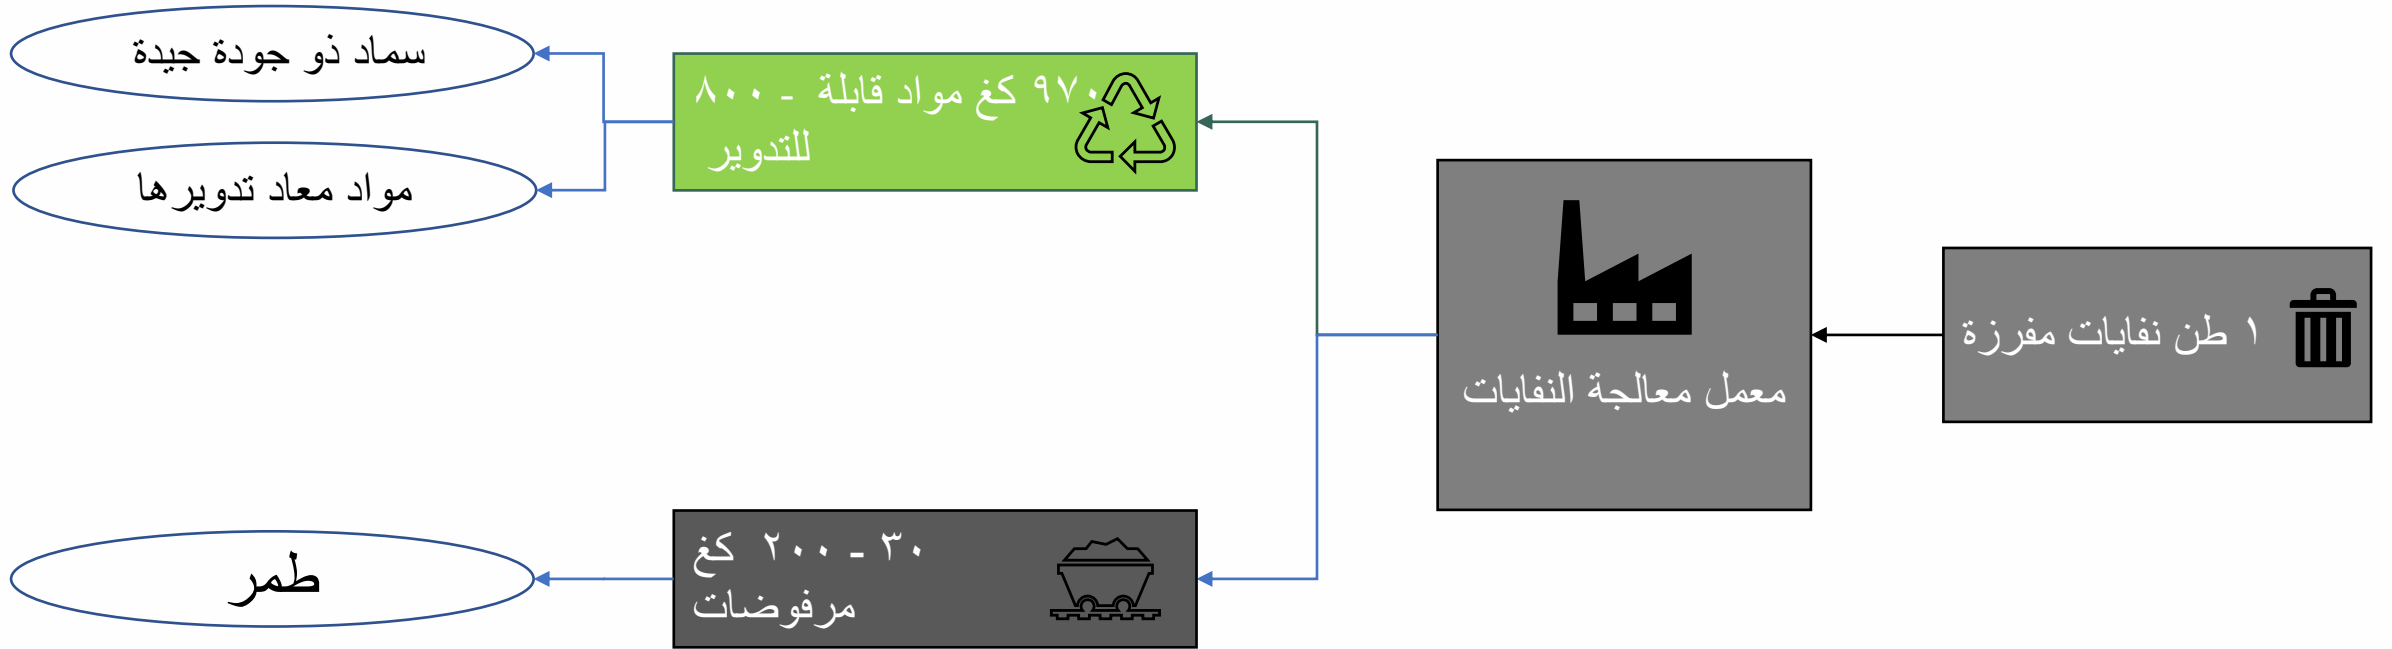 ١ طن نفايات مفرزة
معمل معالجة النفايات
٩٧٠ كغ مواد قابلة - ٨٠٠
للتدوير
سماد ذو جودة جيدة
مواد معاد تدويرها
٣٠ - ٢٠٠ كغ
مرفوضات
طمر